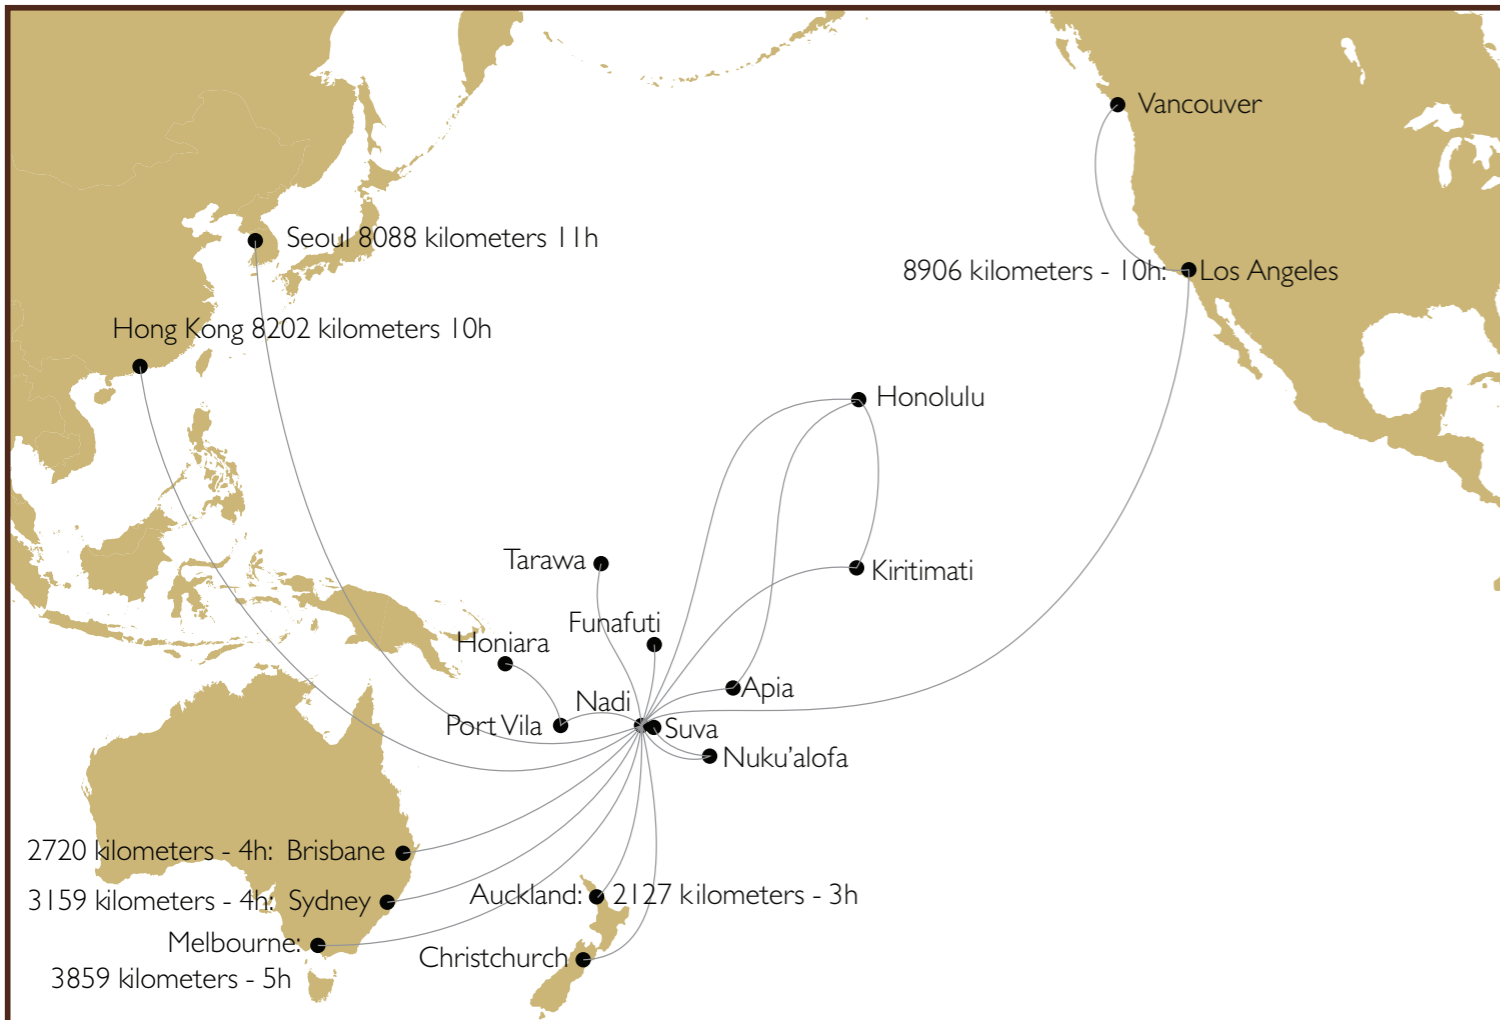 Vancouver
Seoul 8088 kilometers 11h
8906 kilometers - 10h: Los Angeles
Hong Kong 8202 kilometers 10h
Honolulu
Tarawa
Kiritimati
Funafuti
Honiara
Apia
Nadi
Port Vila
Suva
Nuku'alofa
2720 kilometers - 4h: Brisbane
3159 kilometers - 4h: Sydney
Auckland: 2127 kilometers - 3h
Melbourne:
3859 kilometers - 5h
Christchurch